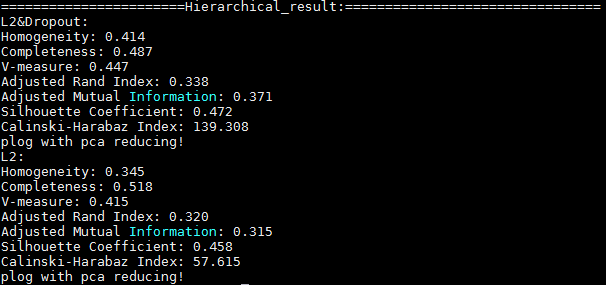 =======================Hierarchical_result:================================
L2&Dropout:
Homogeneity: 0.414
Completeness: 0.487
V-measure: 0.447
Adjusted Rand Index: 0.338
Adjusted Mutual Information: 0.371
Silhouette Coefficient: 0.472
Calinski-Harabaz Index: 139.308
plog with pca reducing!
L2:
Homogeneity: 0.345
Completeness: 0.518
V-measure: 0.415
Adjusted Rand Index: 0.320
Adjusted Mutual Information: 0.315
Silhouette Coefficient: 0.458
Calinski-Harabaz Index: 57.615
plog with pca reducing!